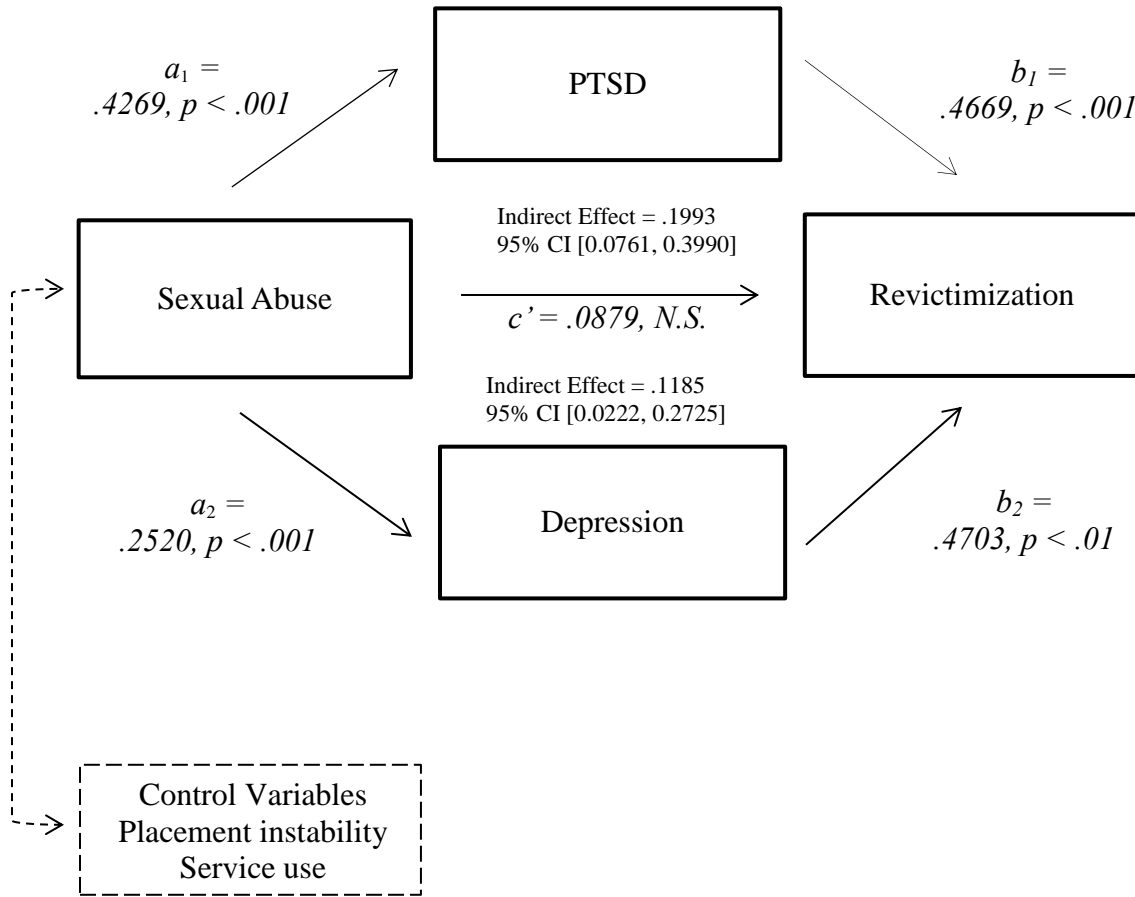 PTSD
a1 =
.4269, p < .001
b1 =
.4669, p < .001
Indirect Effect = .1993
95% CI [0.0761, 0.3990]
Sexual Abuse
c’ = .0879, N.S.
Revictimization
Indirect Effect = .1185
95% CI [0.0222, 0.2725]
a2 =
.2520, p < .001
Depression
b2 =
.4703, p < .01
Control Variables
Placement instability
Service use